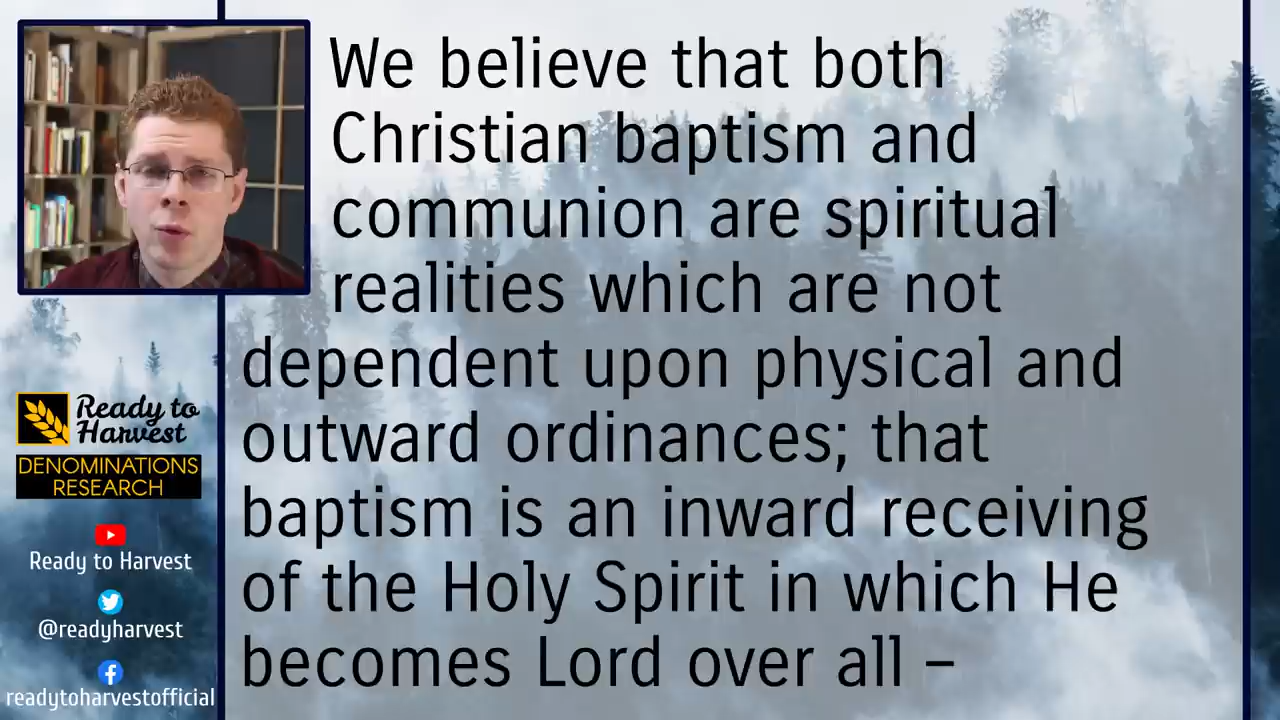 We believe that both
Christian baptism and
communion are spiritual
realities which are not
dependent upon physical and
outward ordinances; that
baptism is an inward receiving
of the Holy Spirit in which He
becomes Lord over all –
Ready to
Harvest
DENOMINATIONS
RESEARCH
Ready to Harvest
@readyharvest
readytoharvestofficial